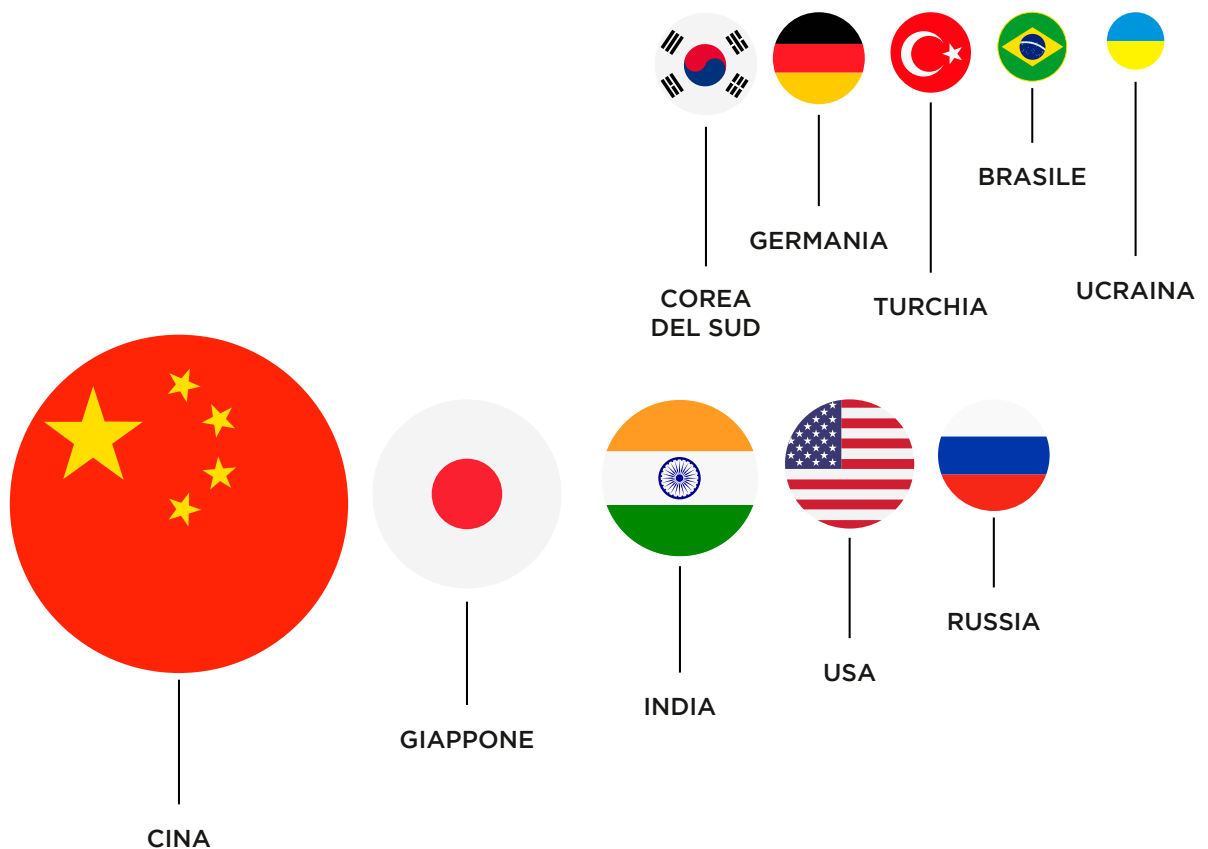 BRASILE
GERMANIA
COREA
DEL SUD
TURCHIA
UCRAINA
RUSSIA
USA
INDIA
GIAPPONE
CINA